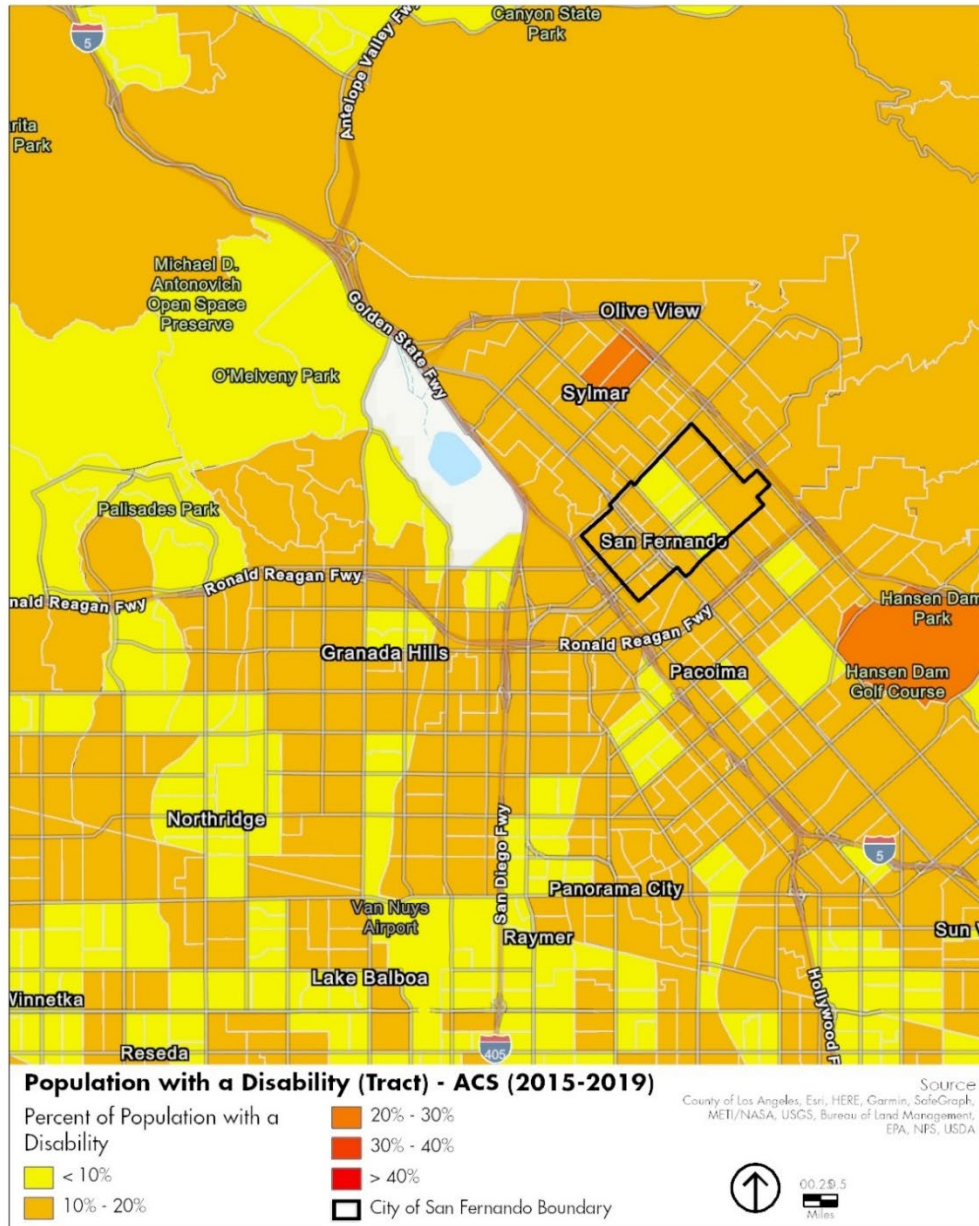 Canyon State
Park
5
Antelope Valley Fwy
rita
Park
Michael D.
Antonovich
Open Space
Preserve
Golden State Fwy
Olive View
O'Melveny Park
Sylmar
Palisades Park
San Fernando
Ronald Reagan Fwy
nald Reagan Fwy
Hansen Dam
Park
Ronald Reagan Fwy
Granada Hills
Pacoima
Hansen Dam
Golf Course
Northridge
San Diego Fwy
5
Panorama City
Van Nuys
Airport
Raymer
Sun V
Lake Balboa
Winnetka
Hollywood F
Reseda
405
Population with a Disability (Tract) - ACS (2015-2019)
Percent of Population with a
Disability
< 10%
10% - 20%
20% - 30%
30% - 40%
> 40%
City of San Fernando Boundary
Source
County of Los Angeles, Esri, HERE, Garmin, SafeGraph,
METI/NASA, USGS, Bureau of Land Management,
EPA, NPS, USDA
Miles